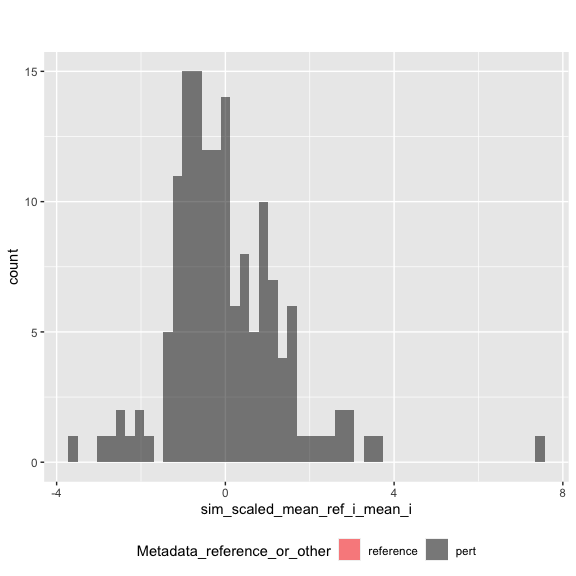 15
10
5
0
count
-4 0 4 8
sim_scaled_mean_ref_i_mean_i
Metadata_reference_or_other reference pert